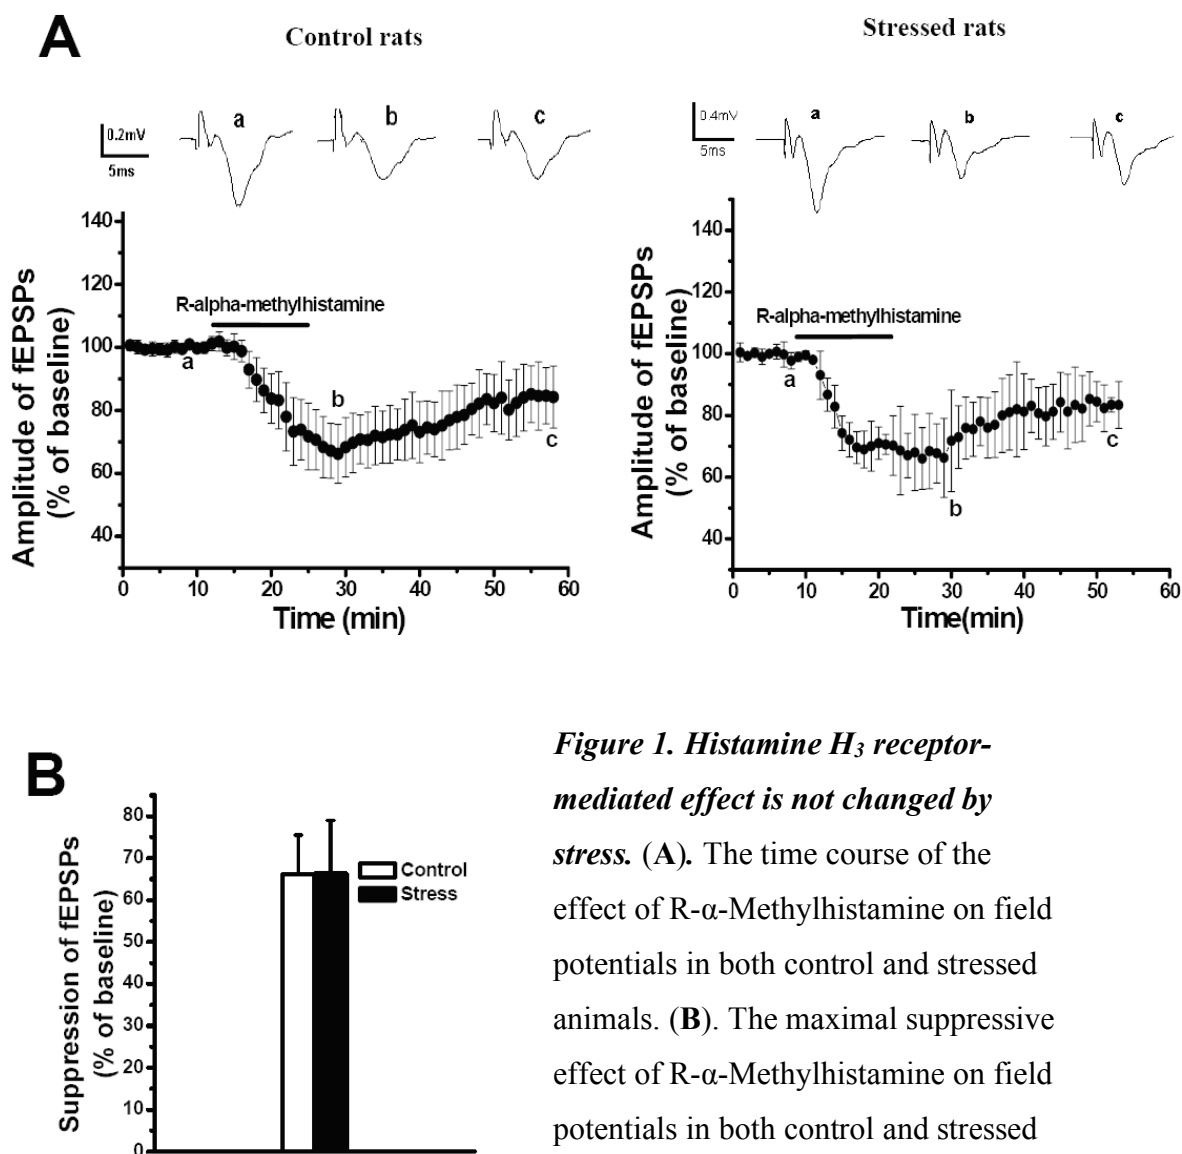 A
Control rats
Stressed rats
a
b
c
0.2mV
5ms
a
b
c
0.4mV
5ms
140
120
100
80
60
40
R-alpha-methylhistamine
a
b
c
0 10 20 30 40 50 60
Time (min)
Amplitude of fEPSPs
(% of baseline)
140
120
100
80
60
40
R-alpha-methylhistamine
a
b
c
0 10 20 30 40 50 60
Time(min)
Amplitude of fEPSPs
(% of baseline)
B
80
70
60
50
40
30
20
10
0
Suppression of fEPSPs
(% of baseline)
Control
Stress
Figure 1. Histamine H₃ receptor-
mediated effect is not changed by
stress. (A). The time course of the
effect of R-α-Methylhistamine on field
potentials in both control and stressed
animals. (B). The maximal suppressive
effect of R-α-Methylhistamine on field
potentials in both control and stressed